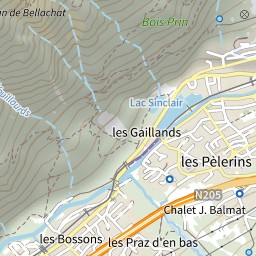 an de Bellachat
Bois Prin
Lac Sinclair
les Gaillands
les Pèlerins
N205
Chalet J. Balmat
les Bossons
les Praz d'en bas